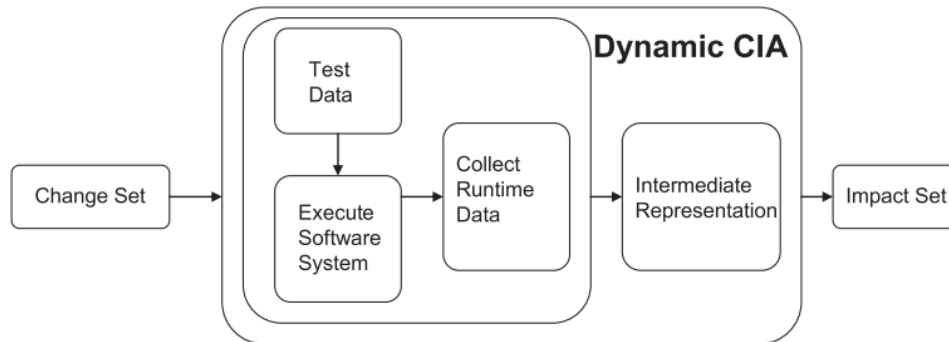 Dynamic CIA
Test
Data
Change Set
Execute
Software
System
Collect
Runtime
Data
Intermediate
Representation
Impact Set